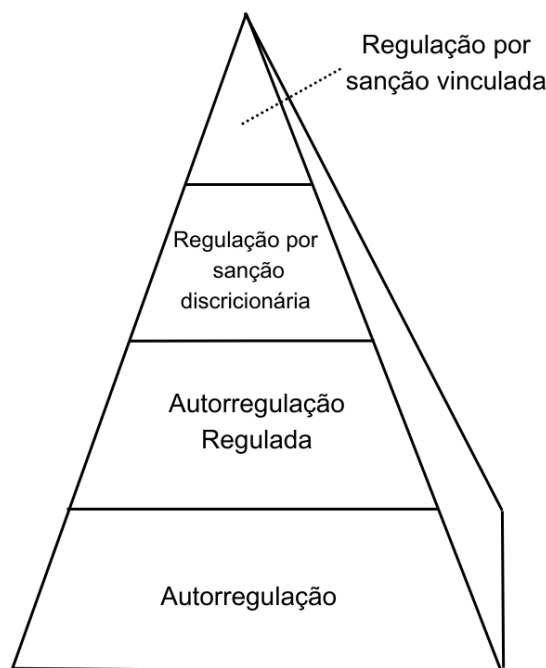 Regulação por
sanção vinculada
Regulação por
sanção
discricionária
Autorregulação
Regulada
Autorregulação